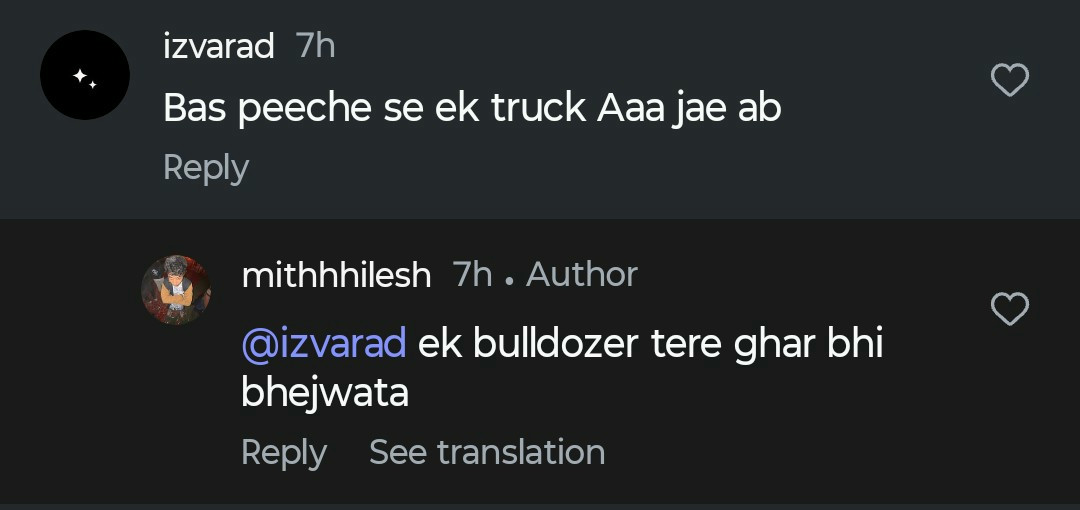 izvarad 7h
Bas peeche se ek truck Aaa jae ab
Reply
mithhhilesh 7h • Author
@izvarad ek bulldozer tere ghar bhi
bhejwata
Reply See translation